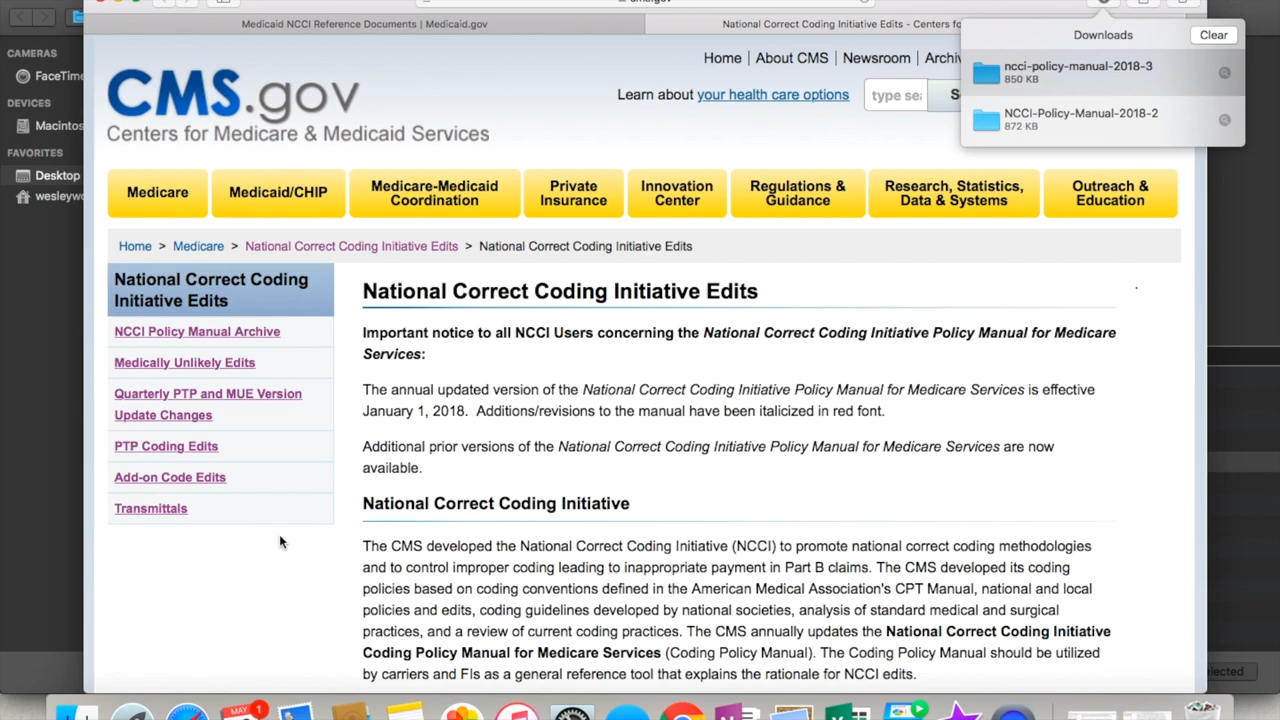 cms.gov
Medicaid NCCI Reference Documents | Medicaid.gov
National Correct Coding Initiative Edits - Centers fo
Downloads
Clear
ncci-policy-manual-2018-3
850 KB
NCCI-Policy-Manual-2018-2
872 KB
CAMERAS
FaceTime
DEVICES
Macintos
FAVORITES
Desktop
wesleywo
Home | About CMS | Newsroom | Archiv
CMS.gov
Centers for Medicare & Medicaid Services
Learn about your health care options
type sea
S
Medicare
Medicaid/CHIP
Medicare-Medicaid
Coordination
Private
Insurance
Innovation
Center
Regulations &
Guidance
Research, Statistics,
Data & Systems
Outreach &
Education
Home > Medicare > National Correct Coding Initiative Edits > National Correct Coding Initiative Edits
National Correct Coding
Initiative Edits
NCCI Policy Manual Archive
Medically Unlikely Edits
Quarterly PTP and MUE Version
Update Changes
PTP Coding Edits
Add-on Code Edits
Transmittals
National Correct Coding Initiative Edits
Important notice to all NCCI Users concerning the National Correct Coding Initiative Policy Manual for Medicare
Services:
The annual updated version of the National Correct Coding Initiative Policy Manual for Medicare Services is effective
January 1, 2018. Additions/revisions to the manual have been italicized in red font.
Additional prior versions of the National Correct Coding Initiative Policy Manual for Medicare Services are now
available.
National Correct Coding Initiative
The CMS developed the National Correct Coding Initiative (NCCI) to promote national correct coding methodologies
and to control improper coding leading to inappropriate payment in Part B claims. The CMS developed its coding
policies based on coding conventions defined in the American Medical Association's CPT Manual, national and local
policies and edits, coding guidelines developed by national societies, analysis of standard medical and surgical
practices, and a review of current coding practices. The CMS annually updates the National Correct Coding Initiative
Coding Policy Manual for Medicare Services (Coding Policy Manual). The Coding Policy Manual should be utilized
by carriers and FIs as a general reference tool that explains the rationale for NCCI edits.
elected
MAY
1